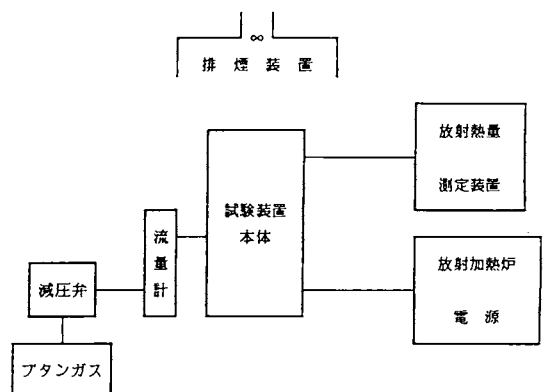 ∞
排煙装置
放射熱量
測定装置
試験装置
本体
流量計
放射加熱炉
電源
減圧弁
ブタンガス